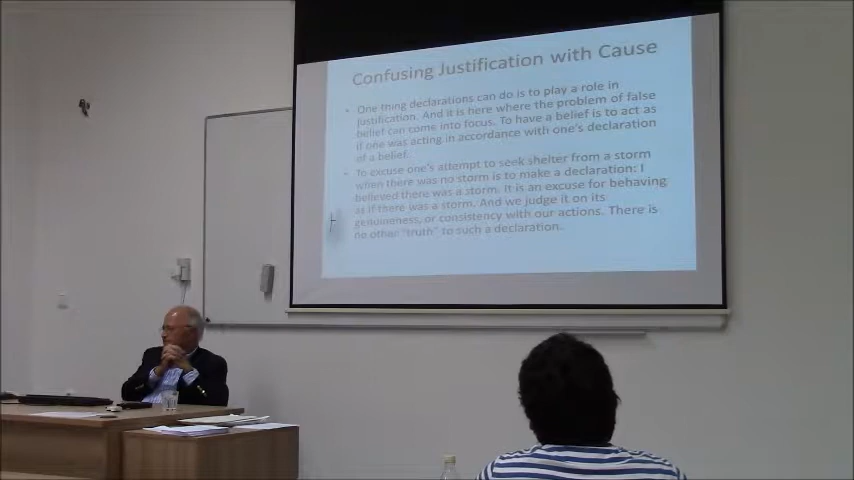 Confusing Justification with Cause
• One thing declarations can do is to play a role in
justification. And it is here where the problem of false
belief can come into focus. To have a belief is to act as
if one was acting in accordance with one's declaration
of a belief.
• To excuse one's attempt to seek shelter from a storm
when there was no storm is to make a declaration: I
believed there was a storm. It is an excuse for behaving
as if there was a storm. And we judge it on its
genuineness, or consistency with our actions. There is
no other "truth" to such a declaration.